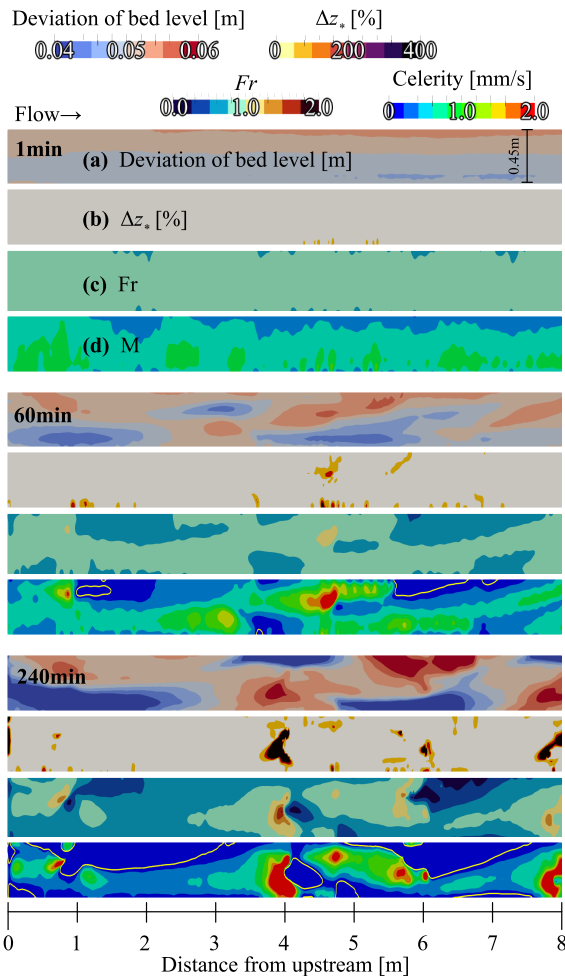 Deviation of bed level [m] Δz* [%]
0.04 0.05 0.06 0 200 400
Fr Celerity [mm/s]
0.0 1.0 2.0 0 1.0 2.0
Flow→
1min
(a) Deviation of bed level [m]
0.45m
(b) Δz* [%]
(c) Fr
(d) M
60min
240min
0 1 2 3 4 5 6 7 8
Distance from upstream [m]